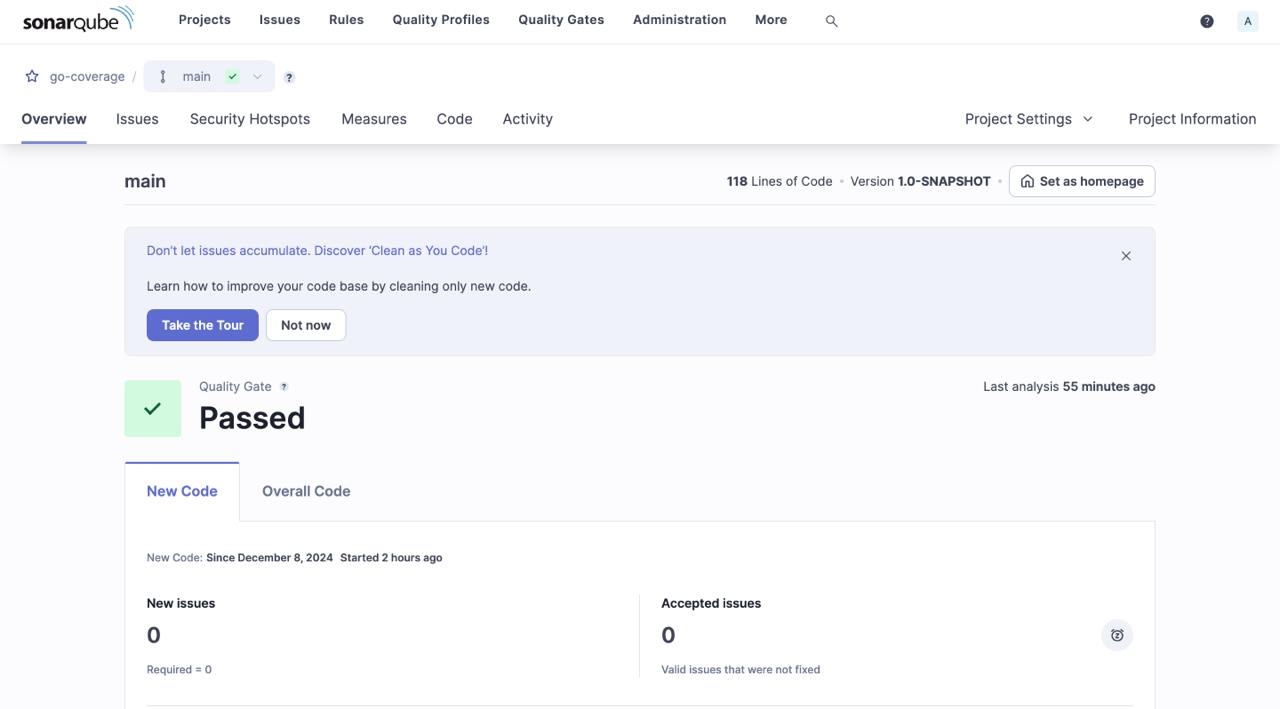 sonarqube Projects Issues Rules Quality Profiles Quality Gates Administration More ? A
go-coverage / main ?
Overview Issues Security Hotspots Measures Code Activity Project Settings Project Information
main 118 Lines of Code • Version 1.0-SNAPSHOT • Set as homepage
Don't let issues accumulate. Discover 'Clean as You Code'!
Learn how to improve your code base by cleaning only new code.
Take the Tour Not now
Quality Gate ? Last analysis 55 minutes ago
Passed
New Code Overall Code
New Code: Since December 8, 2024 Started 2 hours ago
New issues Accepted issues
0 0
Required = 0 Valid issues that were not fixed